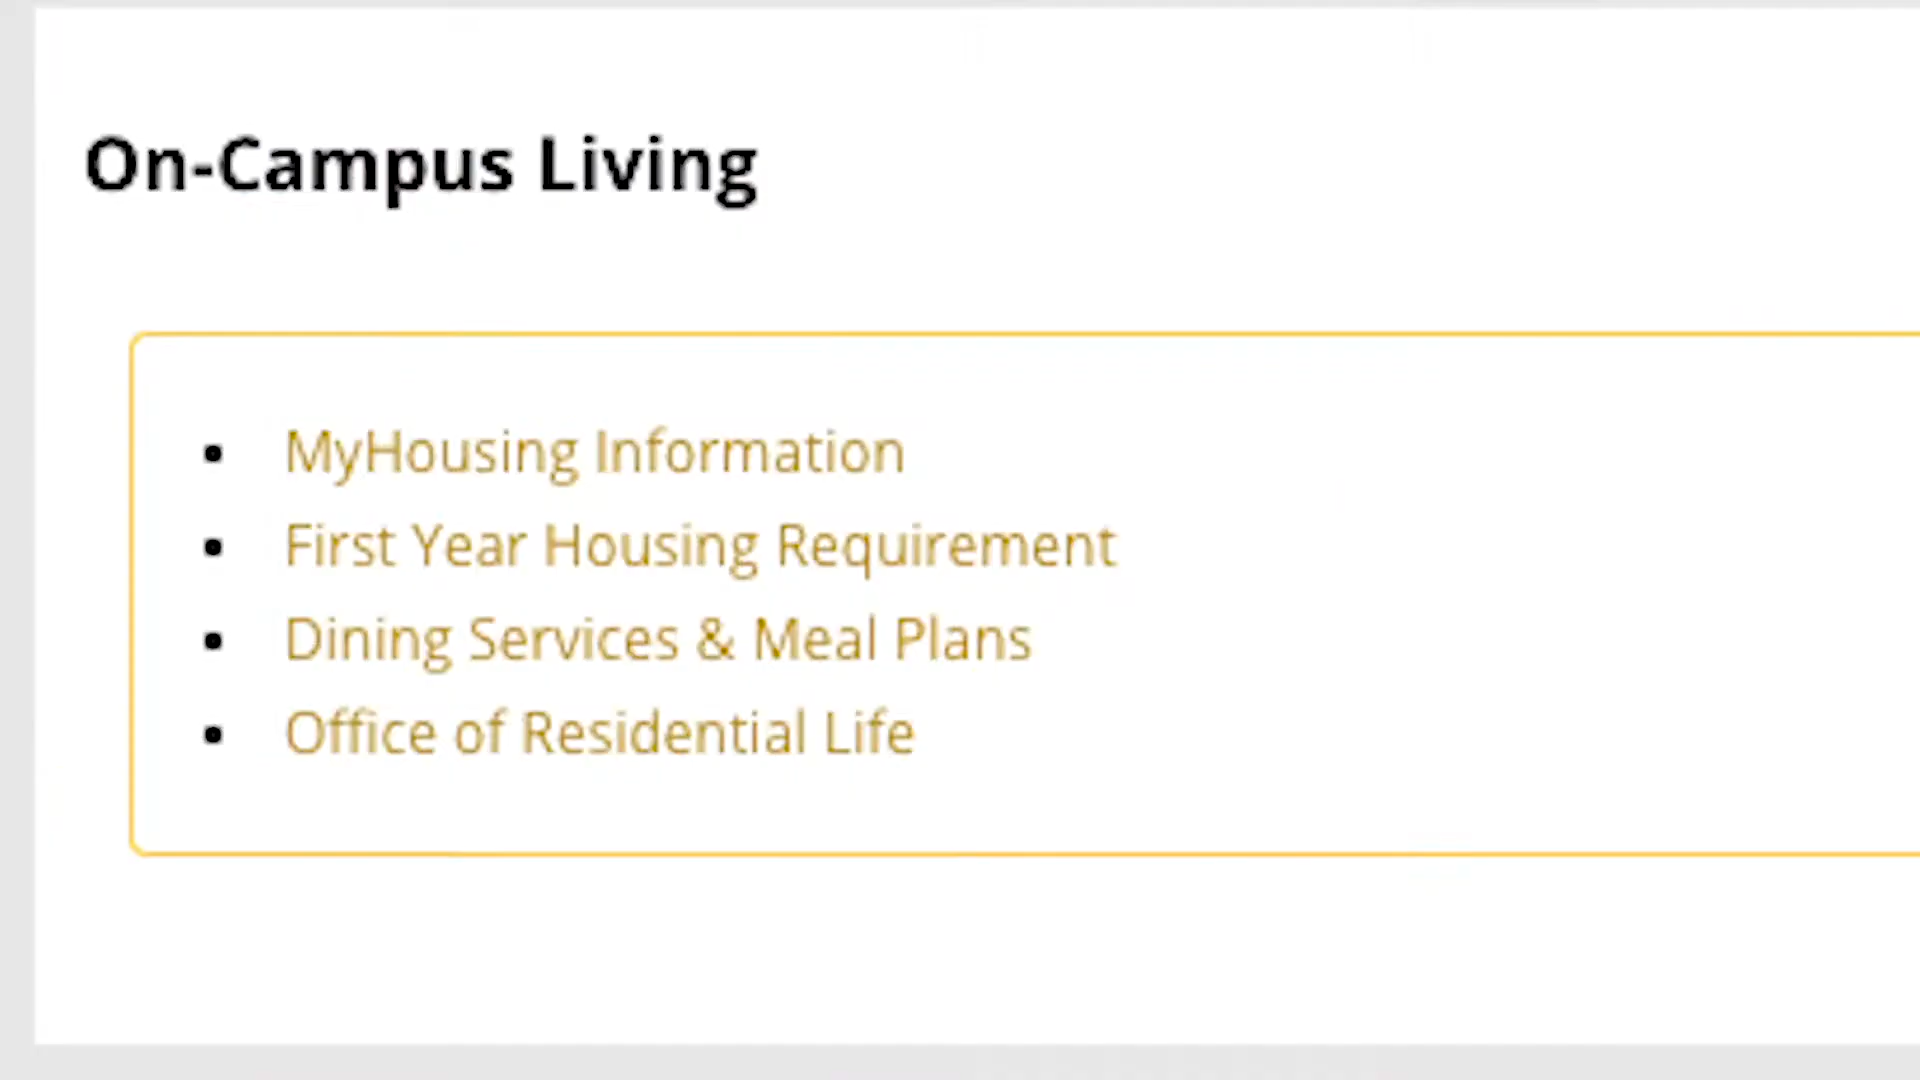 On-Campus Living
MyHousing Information
First Year Housing Requirement
Dining Services & Meal Plans
Office of Residential Life